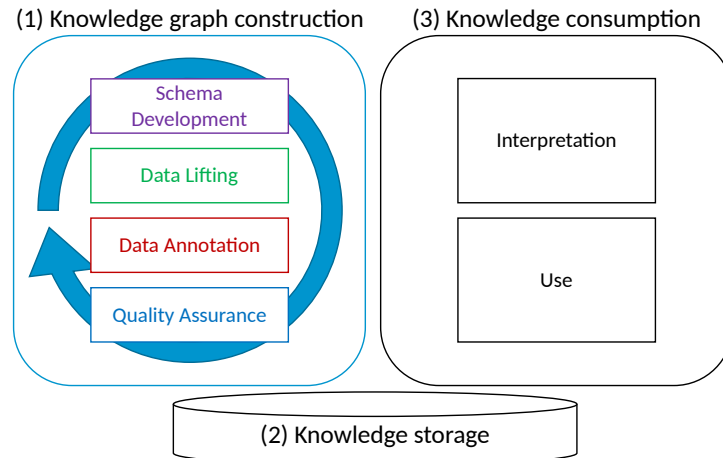 (1) Knowledge graph construction
Schema
Development
Data Lifting
Data Annotation
Quality Assurance
(3) Knowledge consumption
Interpretation
Use
(2) Knowledge storage